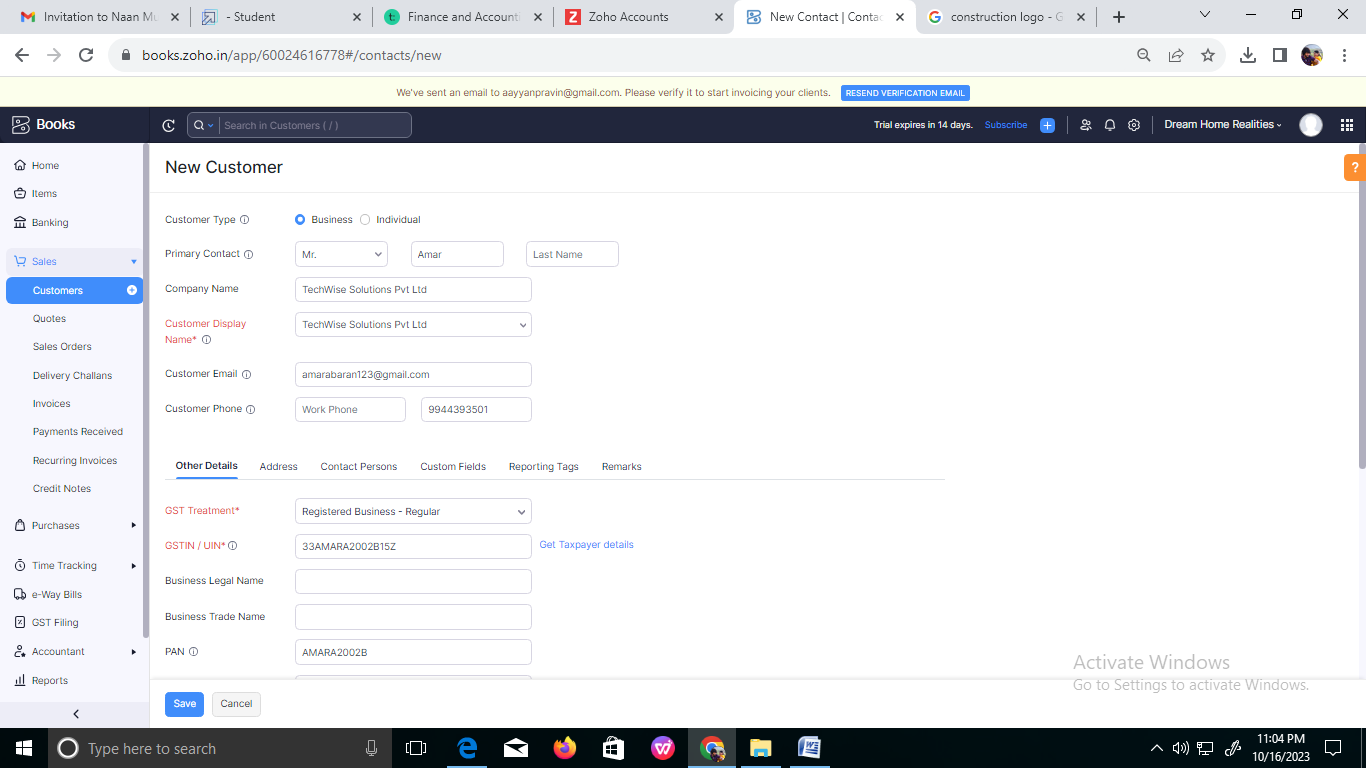 Invitation to Naan Mu
- Student
Finance and Accounti
Zoho Accounts
New Contact | Contac
construction logo - G
books.zoho.in/app/60024616778#/contacts/new
We've sent an email to aayyanpravin@gmail.com. Please verify it to start invoicing your clients. RESEND VERIFICATION EMAIL
Books
Search in Customers ( / )
Trial expires in 14 days. Subscribe
Dream Home Realities
Home
Items
Banking
Sales
Customers
Quotes
Sales Orders
Delivery Challans
Invoices
Payments Received
Recurring Invoices
Credit Notes
Purchases
Time Tracking
e-Way Bills
GST Filing
Accountant
Reports
New Customer
?
Customer Type Business Individual
Primary Contact Mr. Amar Last Name
Company Name TechWise Solutions Pvt Ltd
Customer Display
Name* TechWise Solutions Pvt Ltd
Customer Email amarabaran123@gmail.com
Customer Phone Work Phone 9944393501
Other Details Address Contact Persons Custom Fields Reporting Tags Remarks
GST Treatment* Registered Business - Regular
GSTIN / UIN* 33AMARA2002B15Z Get Taxpayer details
Business Legal Name
Business Trade Name
PAN AMARA2002B
Save Cancel
Activate Windows
Go to Settings to activate Windows.
Type here to search
11:04 PM
10/16/2023